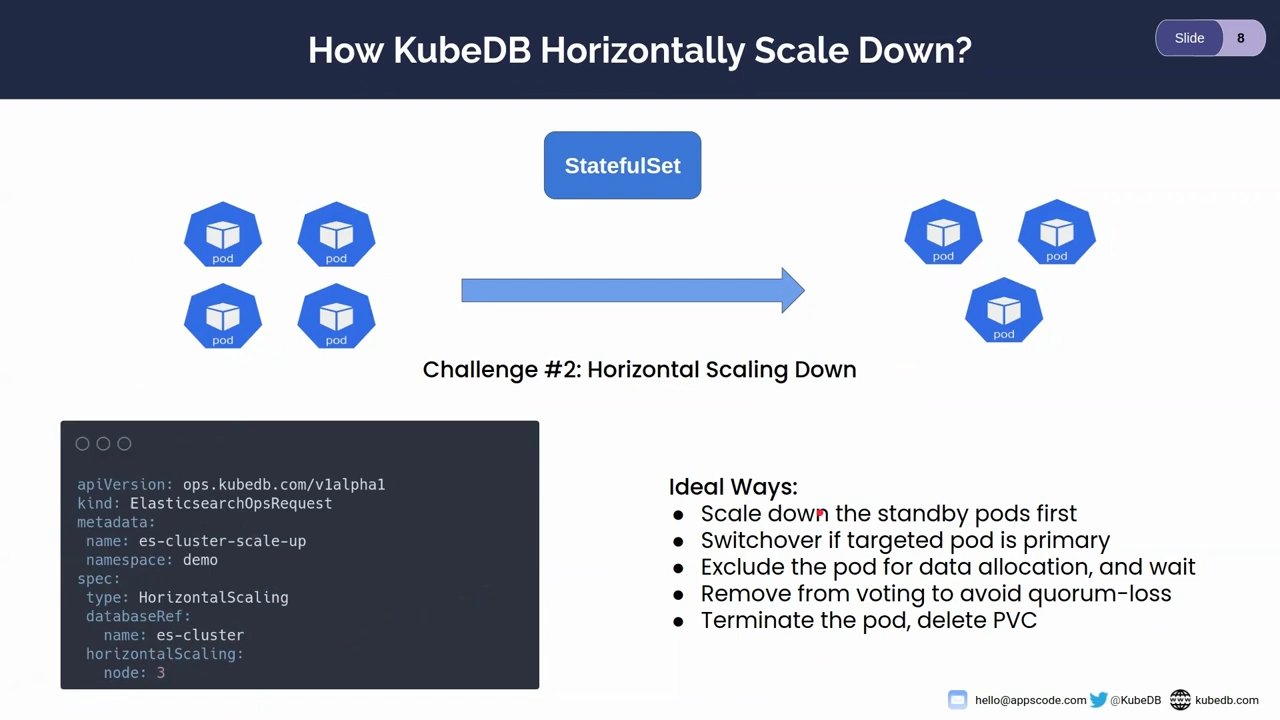 How KubeDB Horizontally Scale Down?
Slide 8
StatefulSet
pod pod pod pod
pod pod pod
Challenge #2: Horizontal Scaling Down
apiVersion: ops.kubedb.com/v1alpha1
kind: ElasticsearchOpsRequest
metadata:
name: es-cluster-scale-up
namespace: demo
spec:
type: HorizontalScaling
databaseRef:
name: es-cluster
horizontalScaling:
node: 3
Ideal Ways:
● Scale down the standby pods first
● Switchover if targeted pod is primary
● Exclude the pod for data allocation, and wait
● Remove from voting to avoid quorum-loss
● Terminate the pod, delete PVC
hello@appscode.com @KubeDB kubedb.com